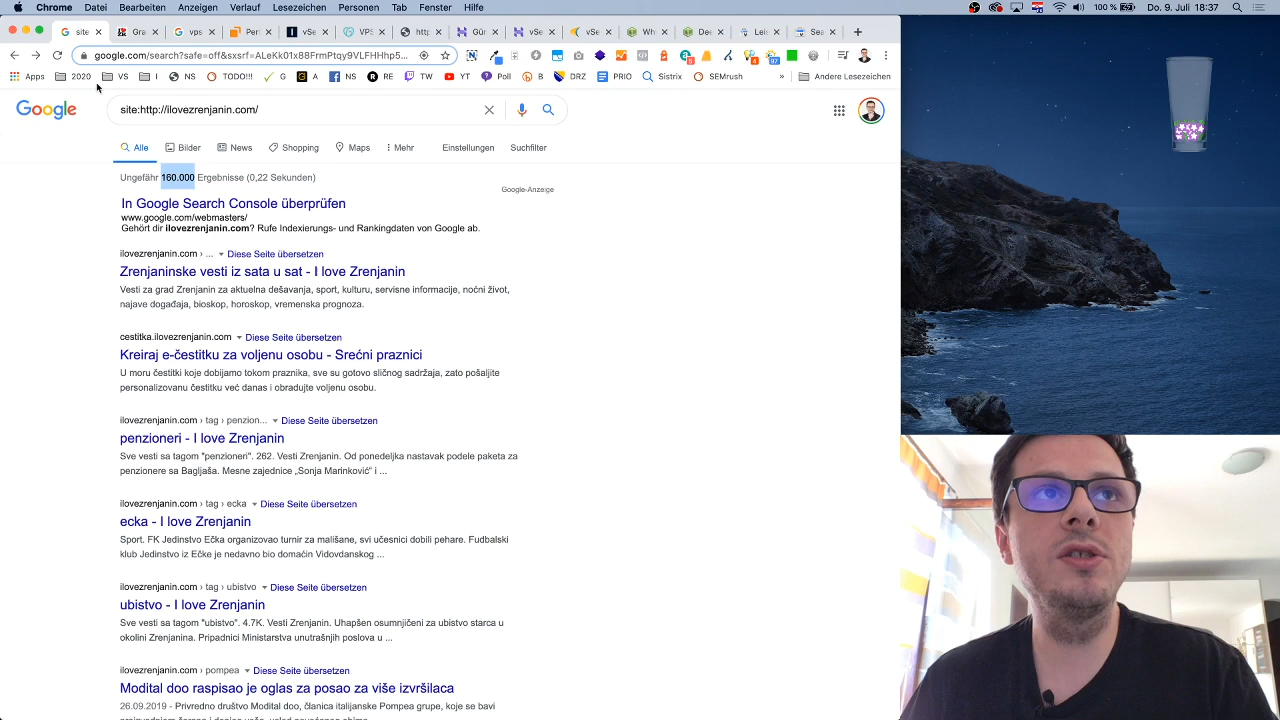 Chrome Datei Bearbeiten Anzeigen Verlauf Lesezeichen Personen Tab Fenster Hilfe 100 % Do. 9. Juli 18:37
site Gra vps http vSe VPS http Gür vSe vSe Wh Dec Leis Sea
google.com/search?safe=off&sxsrf=ALeKk01x88FrmPtqy9VLFHHhp5...
Apps 2020 VS I NS TODO!!! G A NS RE TW YT Poll B DRZ PRIO Sistrix SEMrush » Andere Lesezeichen
Google site:http://ilovezrenjanin.com/
Alle Bilder News Shopping Maps Mehr Einstellungen Suchfilter
Ungefähr 160.000 Ergebnisse (0,22 Sekunden)
Google-Anzeige
In Google Search Console überprüfen
www.google.com/webmasters/
Gehört dir ilovezrenjanin.com? Rufe Indexierungs- und Rankingdaten von Google ab.
ilovezrenjanin.com › ... Diese Seite übersetzen
Zrenjaninske vesti iz sata u sat - I love Zrenjanin
Vesti za grad Zrenjanin za aktuelna dešavanja, sport, kulturu, servisne informacije, noćni život,
najave događaja, bioskop, horoskop, vremenska prognoza.
cestitka.ilovezrenjanin.com Diese Seite übersetzen
Kreiraj e-čestitku za voljenu osobu - Srećni praznici
U moru čestitki koje dobijamo tokom praznika, sve su gotovo sličnog sadržaja, zato pošaljite
personalizovanu čestitku već danas i obradujte voljenu osobu.
ilovezrenjanin.com › tag › penzion... Diese Seite übersetzen
penzioneri - I love Zrenjanin
Sve vesti sa tagom "penzioneri". 262. Vesti Zrenjanin. Od ponedeljka nastavak podele paketa za
penzionere sa Bagljaša. Mesne zajednice „Sonja Marinković" i ...
ilovezrenjanin.com › tag › ecka Diese Seite übersetzen
ecka - I love Zrenjanin
Sport. FK Jedinstvo Ečka organizovao turnir za mališane, svi učesnici dobili pehare. Fudbalski
klub Jedinstvo iz Ečke je nedavno bio domaćin Vidovdanskog ...
ilovezrenjanin.com › tag › ubistvo Diese Seite übersetzen
ubistvo - I love Zrenjanin
Sve vesti sa tagom "ubistvo". 4.7K. Vesti Zrenjanin. Uhapšen osumnjičeni za ubistvo starca u
okolini Zrenjanina. Pripadnici Ministarstva unutrašnjih poslova u ...
ilovezrenjanin.com › pompea Diese Seite übersetzen
Modital doo raspisao je oglas za posao za više izvršilaca
26.09.2019 - Privredno društvo Modital doo, članica italijanske Pompea grupe, koje se bavi